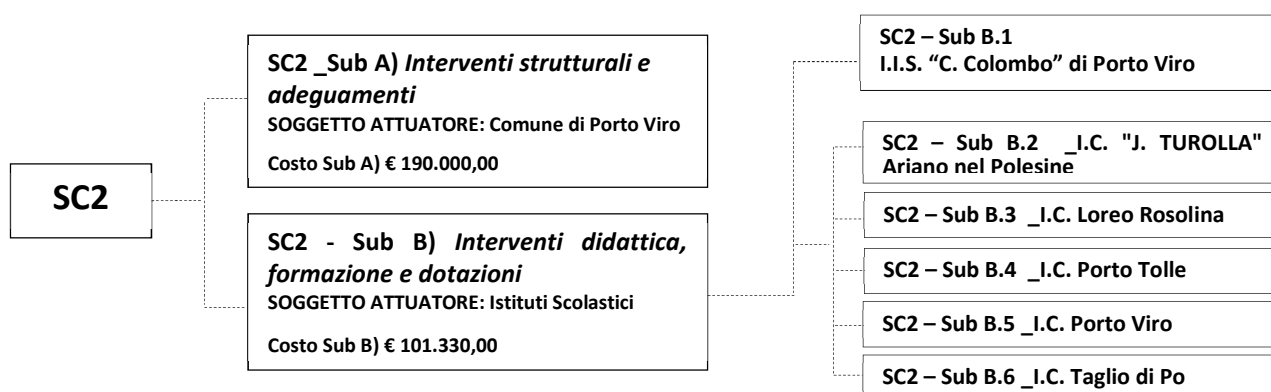 SC2
SC2 _Sub A) Interventi strutturali e
adeguamenti
SOGGETTO ATTUATORE: Comune di Porto Viro
Costo Sub A) € 190.000,00
SC2 - Sub B) Interventi didattica,
formazione e dotazioni
SOGGETTO ATTUATORE: Istituti Scolastici
Costo Sub B) € 101.330,00
SC2 – Sub B.1
I.I.S. “C. Colombo” di Porto Viro
SC2 – Sub B.2 _I.C. "J. TUROLLA"
Ariano nel Polesine
SC2 – Sub B.3 _I.C. Loreo Rosolina
SC2 – Sub B.4 _I.C. Porto Tolle
SC2 – Sub B.5 _I.C. Porto Viro
SC2 – Sub B.6 _I.C. Taglio di Po